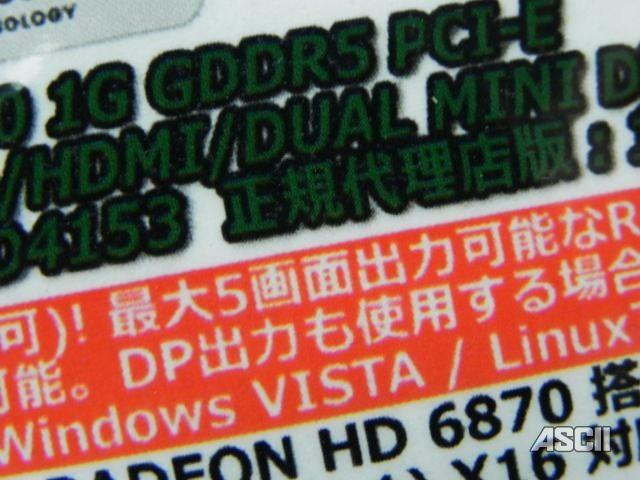 NOLOGY
0 1G GDDR5 PCI-E
/HDMI/DUAL MINI D
04153 正規代理店版：
可)! 最大5画面出力可能なR
可能。DP出力も使用する場合
Windows VISTA / Linux
RADEON HD 6870 搭
X16 対応
ASCII